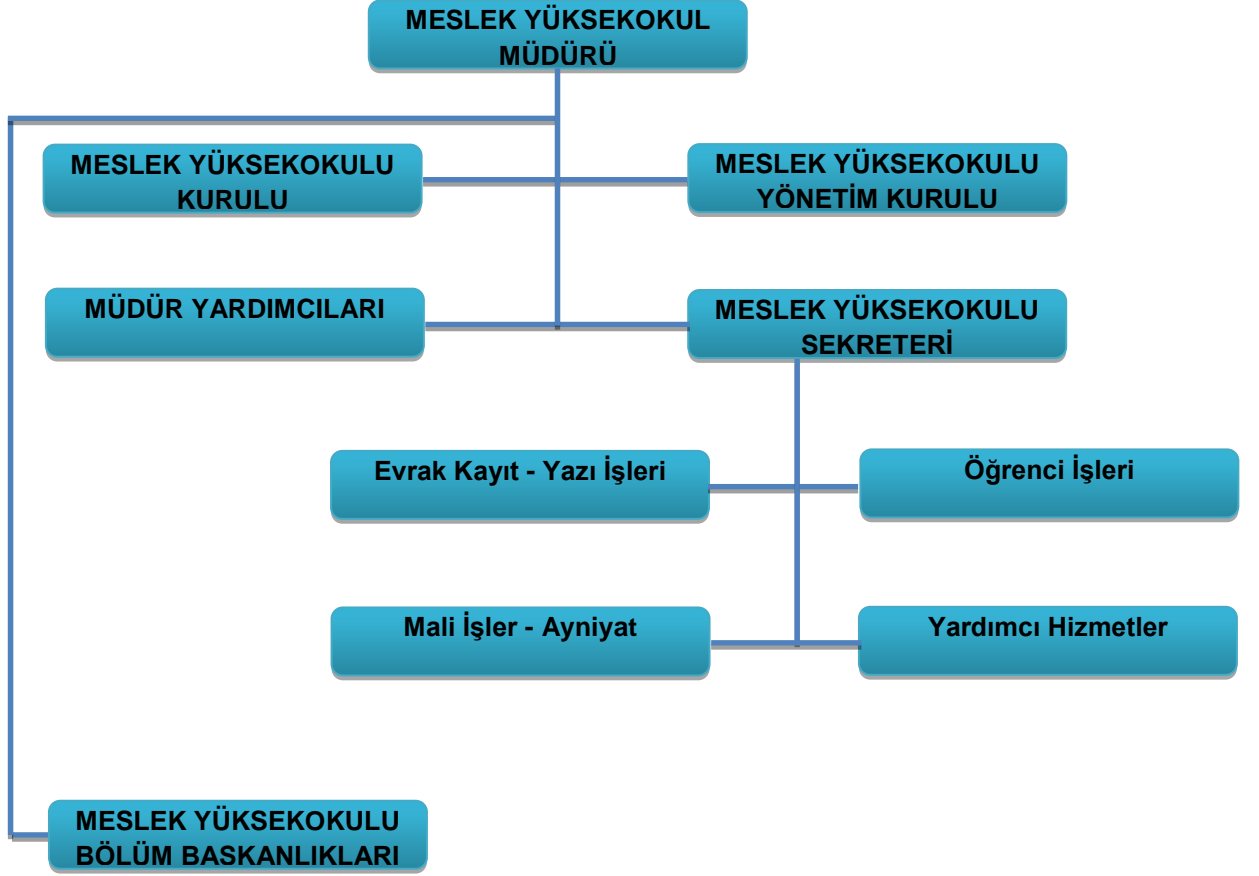 MESLEK YÜKSEKOKUL
MÜDÜRÜ
MESLEK YÜKSEKOKULU
KURULU
MESLEK YÜKSEKOKULU
YÖNETİM KURULU
MÜDÜR YARDIMCILARI
MESLEK YÜKSEKOKULU
SEKRETERİ
Evrak Kayıt - Yazı İşleri
Öğrenci İşleri
Mali İşler - Ayniyat
Yardımcı Hizmetler
MESLEK YÜKSEKOKULU
BÖLÜM BASKANLIKLARI